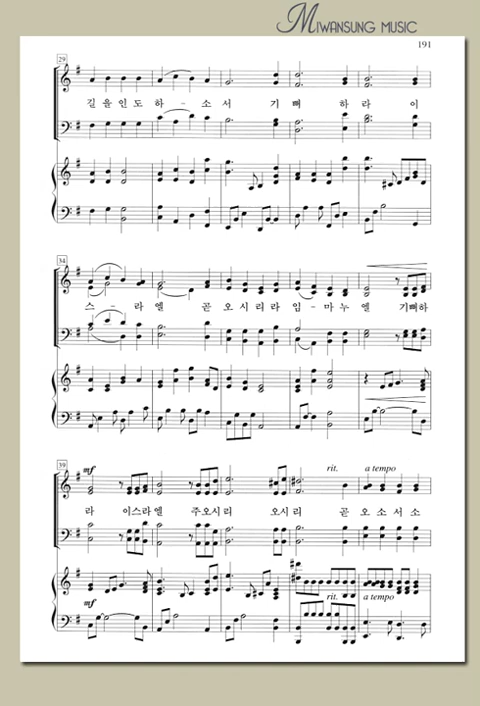 MIWANSUNG MUSIC
191
29
길을인도하 - 소서 기뻐 하라 이
34
스 - 라엘 곧오시리라임 - 마누엘 기뻐하
39
mf
rit. a tempo
라 이스라엘 주오시리 오시리 곧오소서소
mf
rit. a tempo